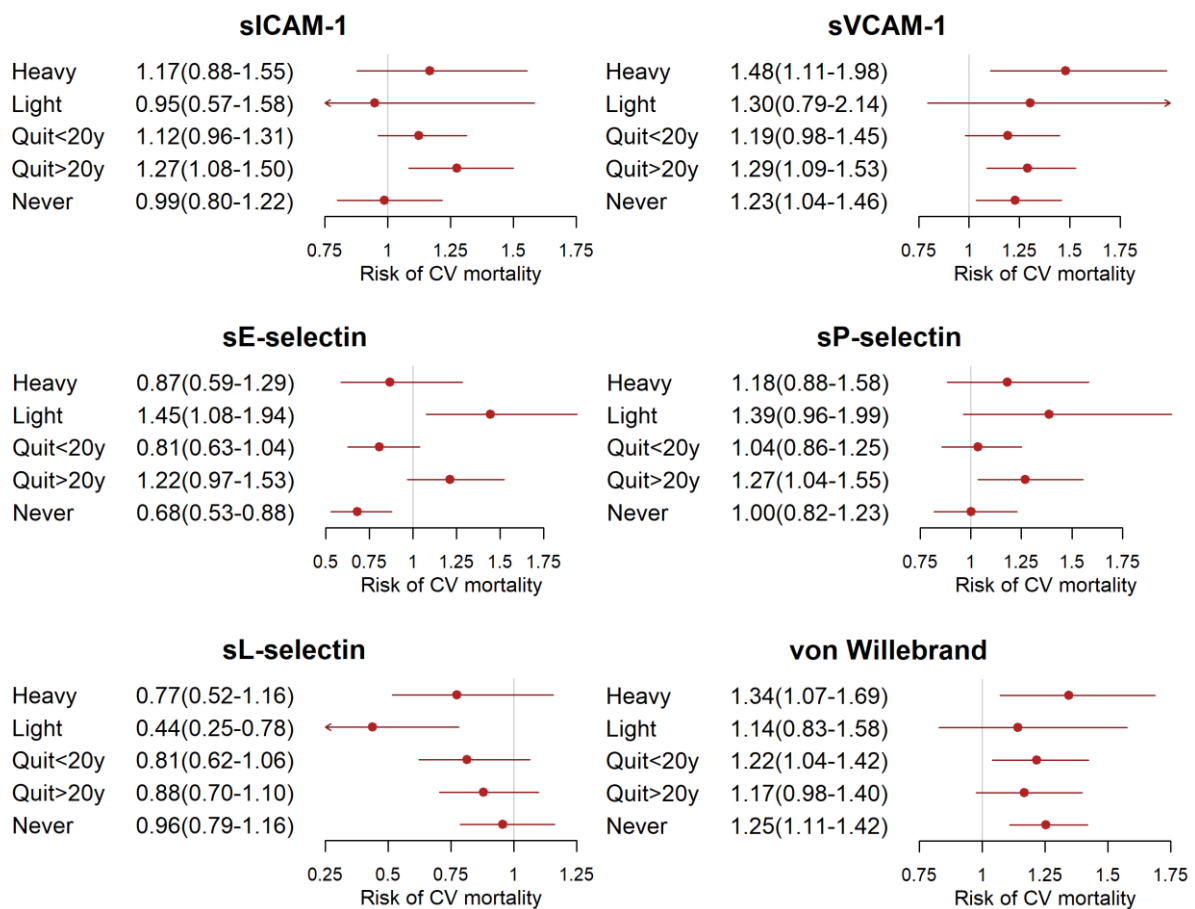 sICAM-1
Heavy 1.17(0.88-1.55)
Light 0.95(0.57-1.58)
Quit<20y 1.12(0.96-1.31)
Quit>20y 1.27(1.08-1.50)
Never 0.99(0.80-1.22)
0.75 1 1.25 1.5 1.75
Risk of CV mortality
sVCAM-1
Heavy 1.48(1.11-1.98)
Light 1.30(0.79-2.14)
Quit<20y 1.19(0.98-1.45)
Quit>20y 1.29(1.09-1.53)
Never 1.23(1.04-1.46)
0.75 1 1.25 1.5 1.75
Risk of CV mortality
sE-selectin
Heavy 0.87(0.59-1.29)
Light 1.45(1.08-1.94)
Quit<20y 0.81(0.63-1.04)
Quit>20y 1.22(0.97-1.53)
Never 0.68(0.53-0.88)
0.5 0.75 1 1.25 1.5 1.75
Risk of CV mortality
sP-selectin
Heavy 1.18(0.88-1.58)
Light 1.39(0.96-1.99)
Quit<20y 1.04(0.86-1.25)
Quit>20y 1.27(1.04-1.55)
Never 1.00(0.82-1.23)
0.75 1 1.25 1.5 1.75
Risk of CV mortality
sL-selectin
Heavy 0.77(0.52-1.16)
Light 0.44(0.25-0.78)
Quit<20y 0.81(0.62-1.06)
Quit>20y 0.88(0.70-1.10)
Never 0.96(0.79-1.16)
0.25 0.5 0.75 1 1.25
Risk of CV mortality
von Willebrand
Heavy 1.34(1.07-1.69)
Light 1.14(0.83-1.58)
Quit<20y 1.22(1.04-1.42)
Quit>20y 1.17(0.98-1.40)
Never 1.25(1.11-1.42)
0.75 1 1.25 1.5 1.75
Risk of CV mortality